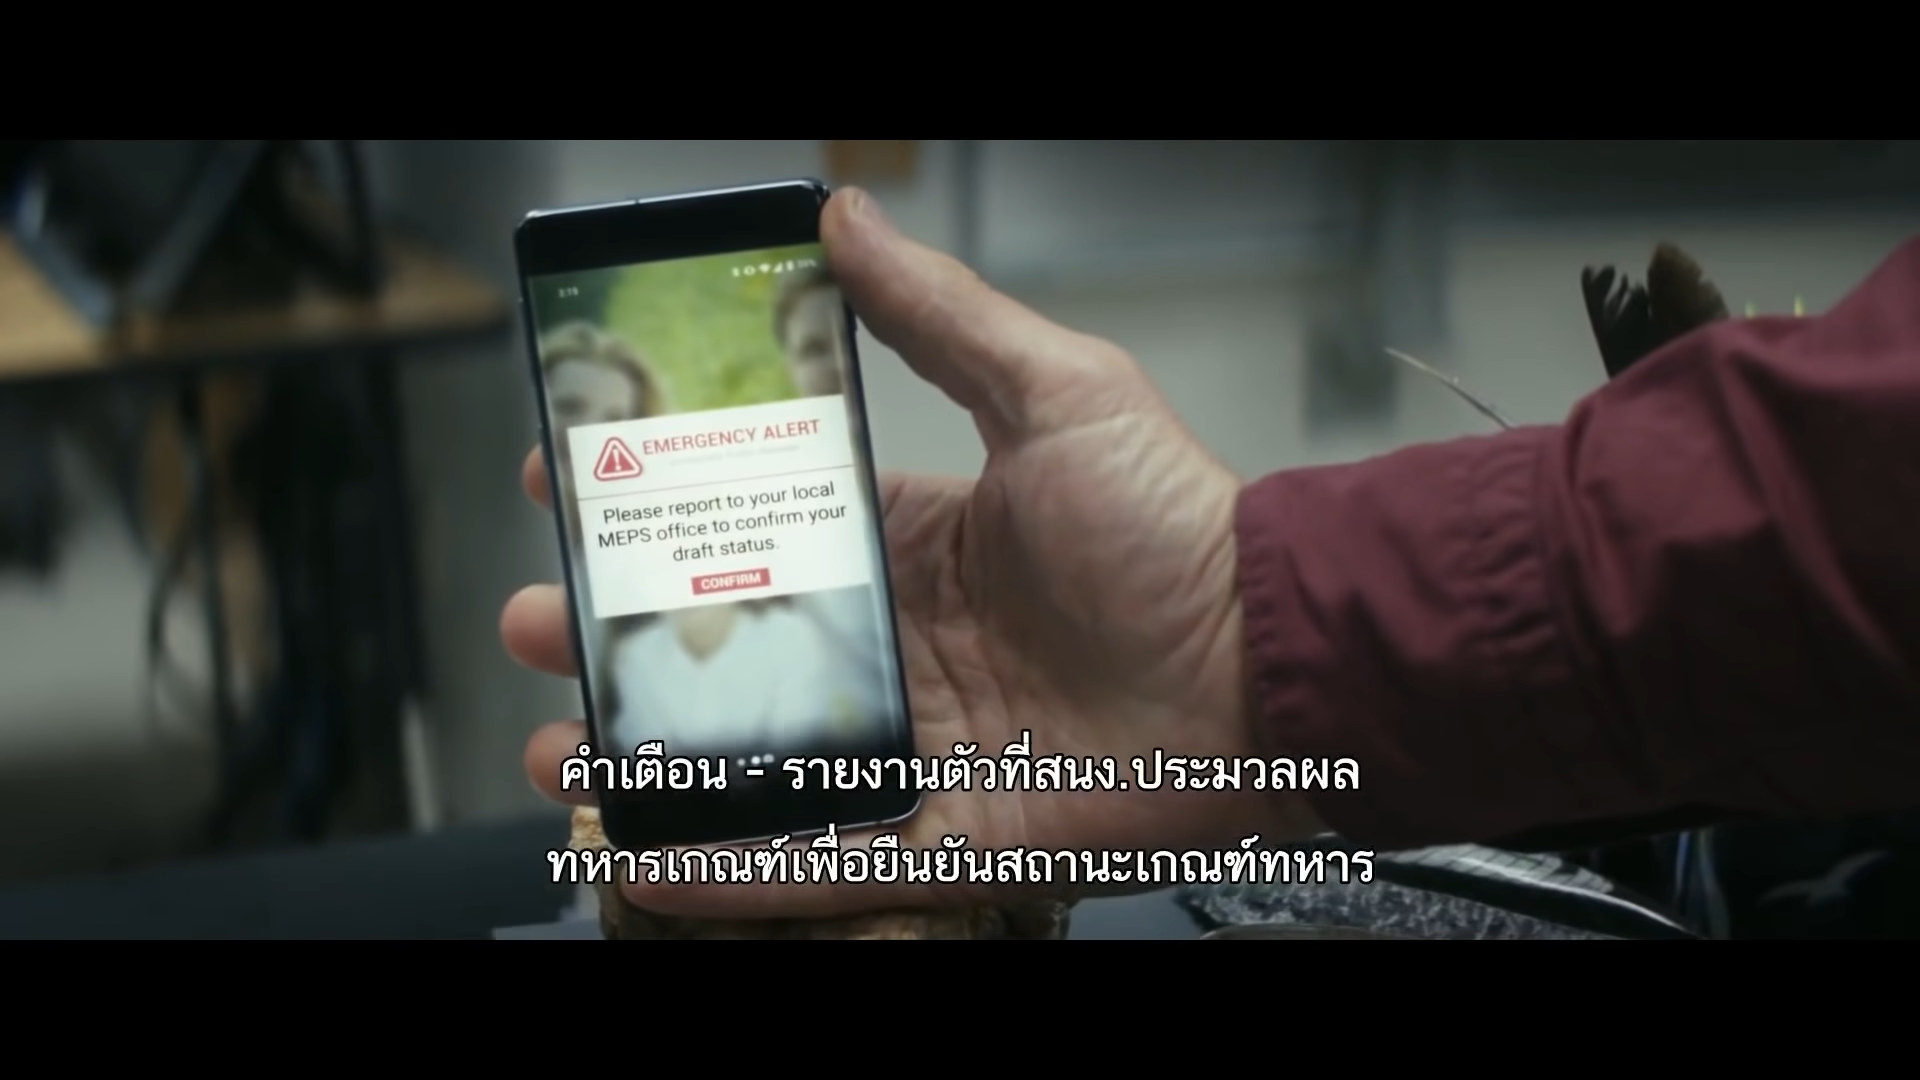 2:19
EMERGENCY ALERT
Please report to your local
MEPS office to confirm your
draft status.
CONFIRM
คำเตือน - รายงานตัวที่สนง.ประมวลผล
ทหารเกณฑ์เพื่อยืนยันสถานะเกณฑ์ทหาร